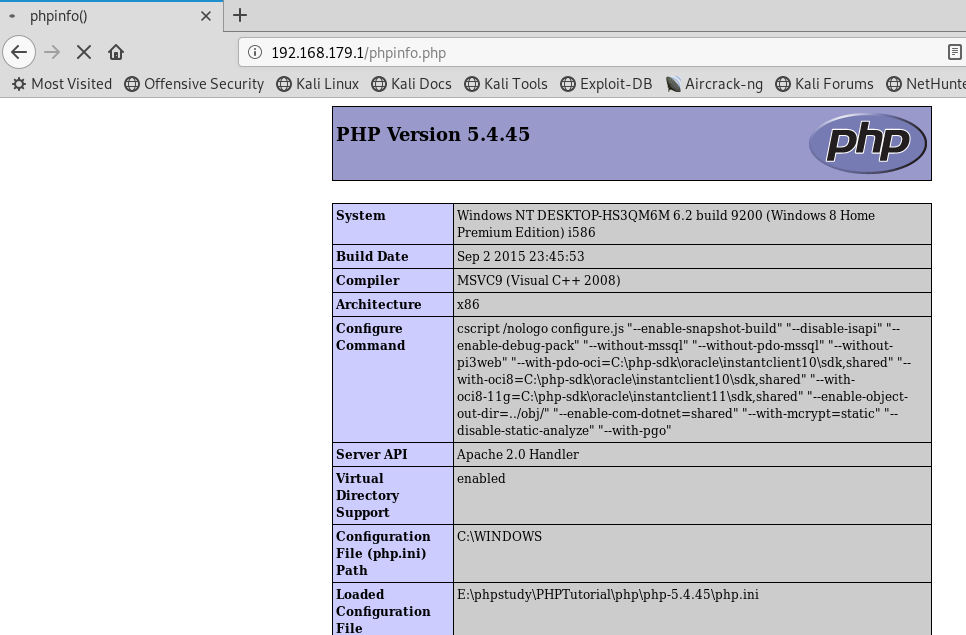 phpinfo()
192.168.179.1/phpinfo.php
Most Visited Offensive Security Kali Linux Kali Docs Kali Tools Exploit-DB Aircrack-ng Kali Forums NetHunte
PHP Version 5.4.45
php
System
Windows NT DESKTOP-HS3QM6M 6.2 build 9200 (Windows 8 Home
Premium Edition) i586
Build Date
Sep 2 2015 23:45:53
Compiler
MSVC9 (Visual C++ 2008)
Architecture
x86
Configure
Command
cscript /nologo configure.js "--enable-snapshot-build" "--disable-isapi" "--
enable-debug-pack" "--without-mssql" "--without-pdo-mssql" "--without-
pi3web" "--with-pdo-oci=C:\php-sdk\oracle\instantclient10\sdk,shared" "--
with-oci8=C:\php-sdk\oracle\instantclient10\sdk,shared" "--with-
oci8-11g=C:\php-sdk\oracle\instantclient11\sdk,shared" "--enable-object-
out-dir=../obj/" "--enable-com-dotnet=shared" "--with-mcrypt=static" "--
disable-static-analyze" "--with-pgo"
Server API
Apache 2.0 Handler
Virtual
Directory
Support
enabled
Configuration
File (php.ini)
Path
C:\WINDOWS
Loaded
Configuration
File
E:\phpstudy\PHPTutorial\php\php-5.4.45\php.ini